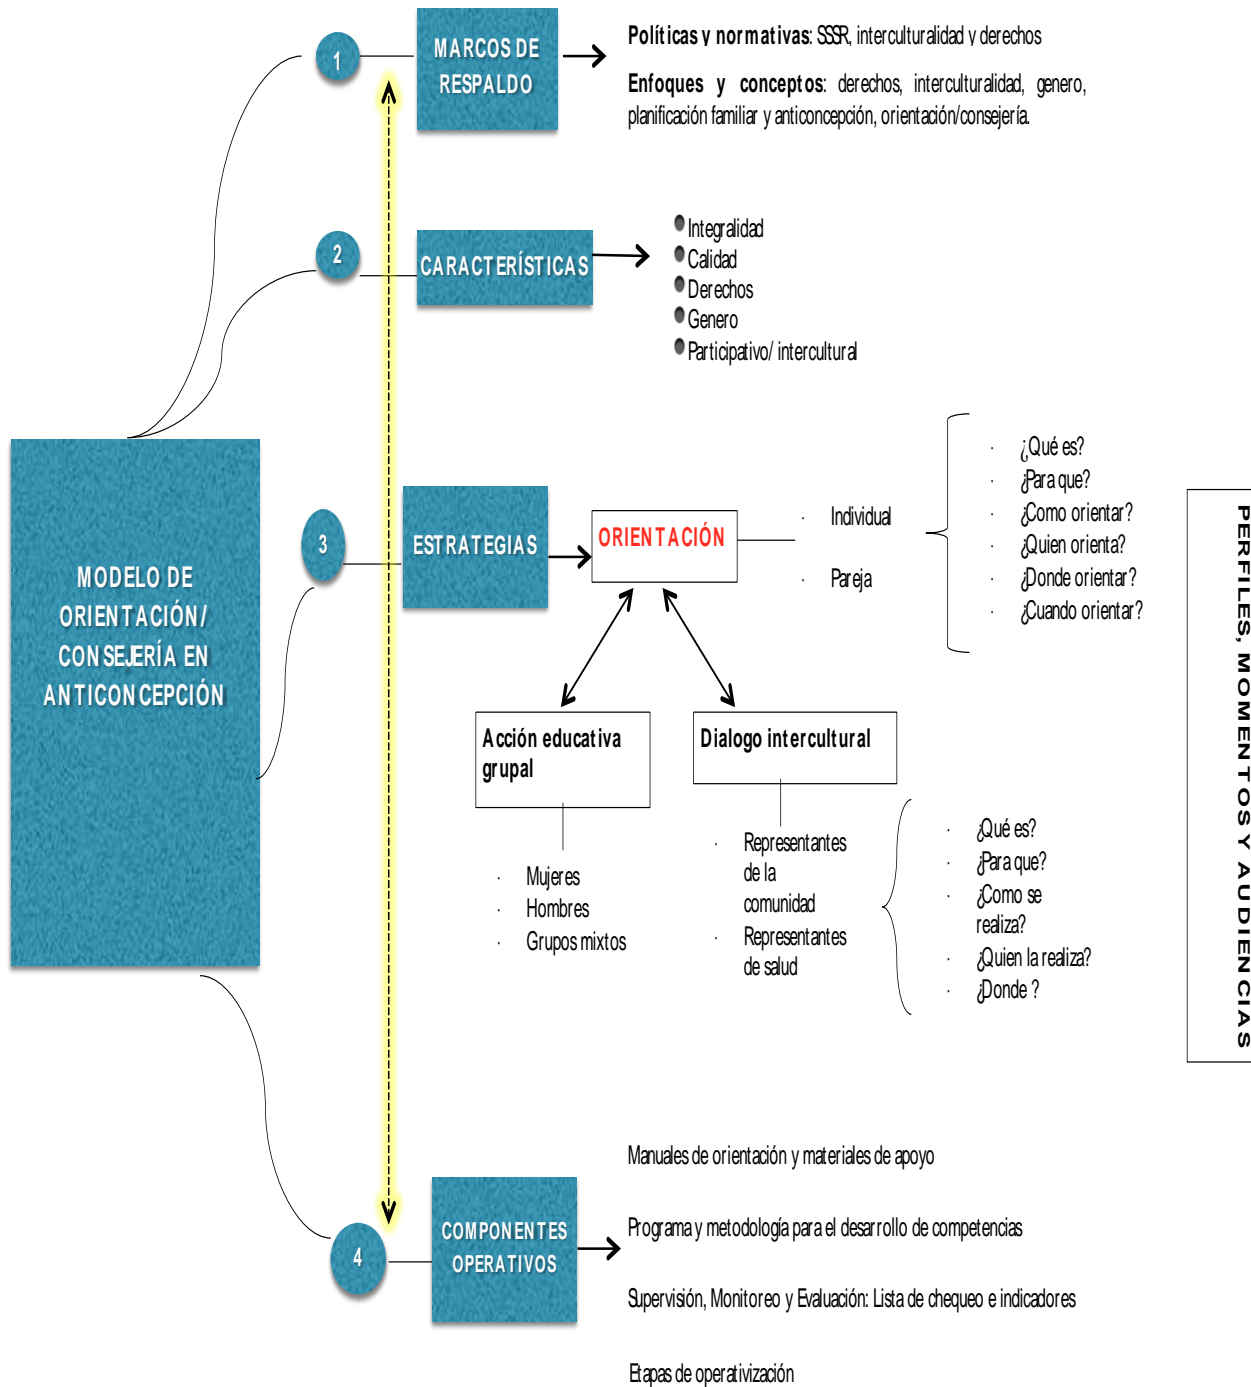 1
MARCOS DE
RESPALDO
Políticas y normativas: SSSR, interculturalidad y derechos
Enfoques y conceptos: derechos, interculturalidad, genero,
planificación familiar y anticoncepción, orientación/consejería.
2
CARACTERÍSTICAS
Integralidad
Calidad
Derechos
Genero
Participativo/ intercultural
MODELO DE
ORIENTACIÓN/
CONSEJERÍA EN
ANTICONCEPCIÓN
3
ESTRATEGIAS
ORIENTACIÓN
· Individual
· Pareja
· ¿Qué es?
· ¿Para que?
· ¿Como orientar?
· ¿Quien orienta?
· ¿Donde orientar?
· ¿Cuando orientar?
Acción educativa
grupal
· Mujeres
· Hombres
· Grupos mixtos
Dialogo intercultural
· Representantes
de la
comunidad
· Representantes
de salud
· ¿Qué es?
· ¿Para que?
· ¿Como se
realiza?
· ¿Quien la realiza?
· ¿Donde ?
PERFILES, MOMENTOS Y AUDIENCIAS
4
COMPONENTES
OPERATIVOS
Manuales de orientación y materiales de apoyo
Programa y metodología para el desarrollo de competencias
Supervisión, Monitoreo y Evaluación: Lista de chequeo e indicadores
Etapas de operativización